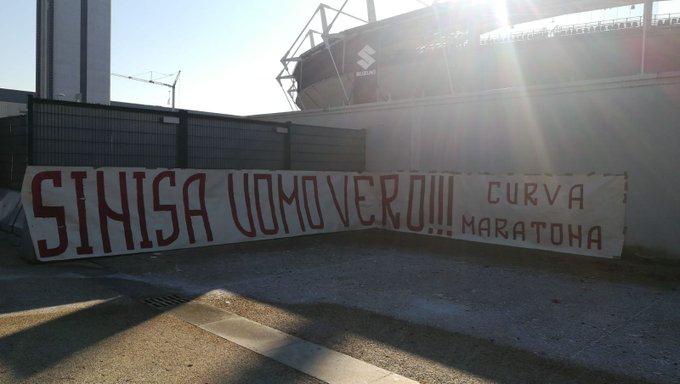 SUZUKI
SINISA UOMO VERO!!!
CURVA
MARATONA